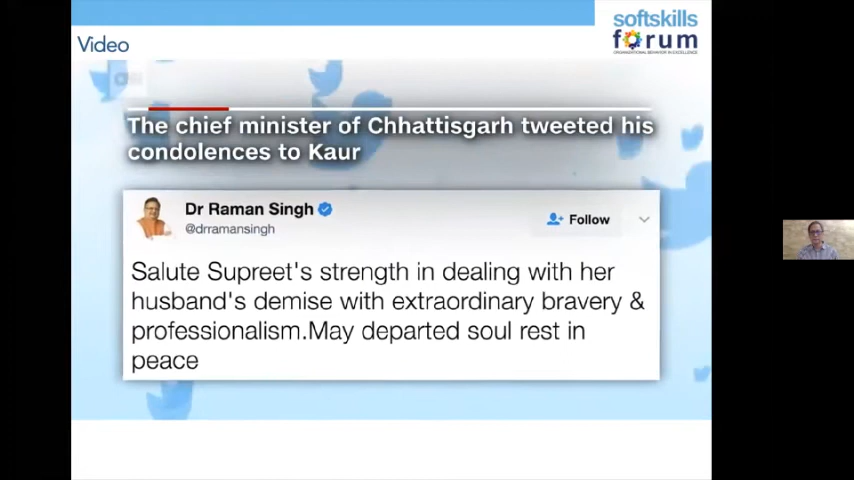 Video
softskills
forum
ORGANISATIONAL BEHAVIOR IN EXCELLENCE
The chief minister of Chhattisgarh tweeted his
condolences to Kaur
Dr Raman Singh
@drramansingh
Follow
Salute Supreet's strength in dealing with her
husband's demise with extraordinary bravery &
professionalism.May departed soul rest in
peace